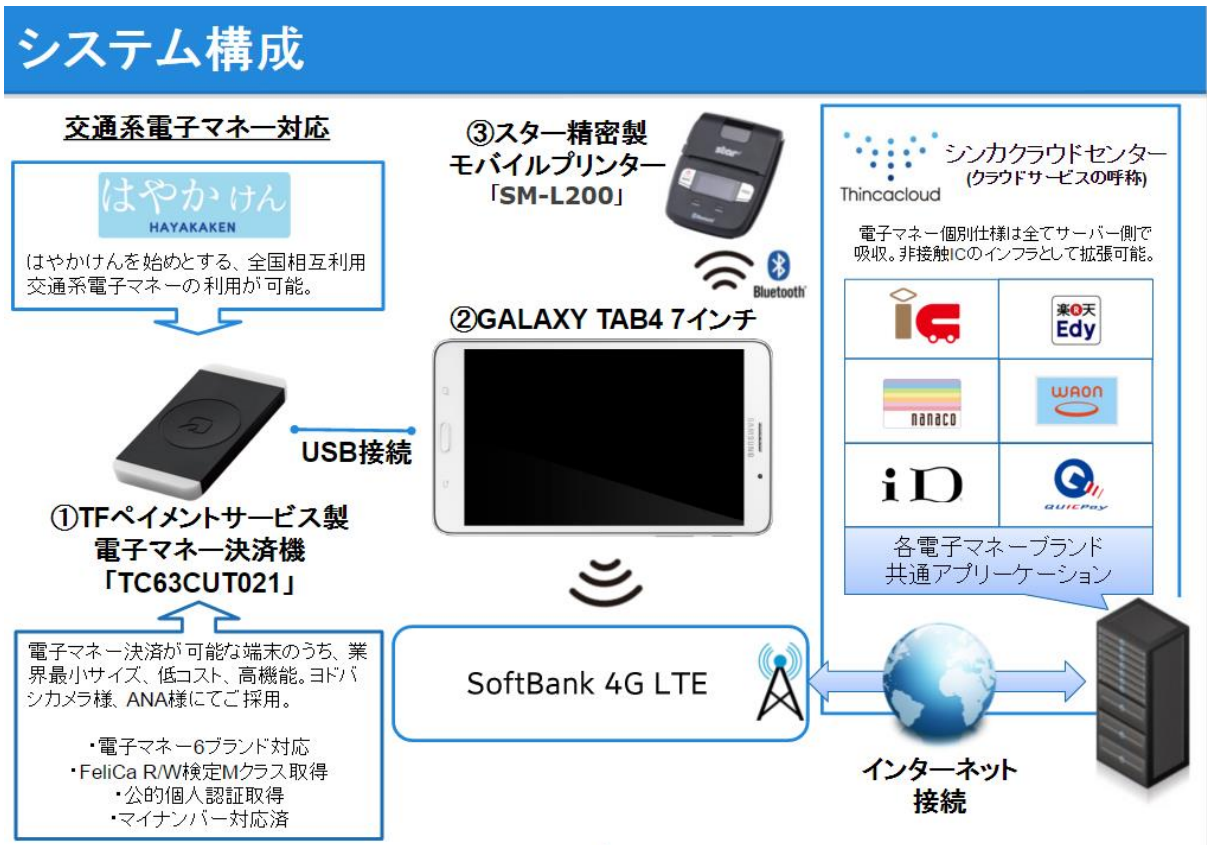 システム構成
交通系電子マネー対応
はやかけん
HAYAKAKEN
はやかけんを始めとする、全国相互利用
交通系電子マネーの利用が可能。
①TFペイメントサービス製
電子マネー決済機
「TC63CUT021」
電子マネー決済が可能な端末のうち、業
界最小サイズ、低コスト、高機能。ヨドバ
シカメラ様、ANA様にてご採用。
・電子マネー6ブランド対応
・FeliCa R/W検定Mクラス取得
・公的個人認証取得
・マイナンバー対応済
USB接続
③スター精密製
モバイルプリンター
「SM-L200」
star
Bluetooth
②GALAXY TAB4 7インチ
SAMSUNG
SoftBank 4G LTE
Thincacloud
シンカクラウドセンター
(クラウドサービスの呼称)
電子マネー個別仕様は全てサーバー側で
吸収。非接触ICのインフラとして拡張可能。
ic
楽R天
Edy
nanaco
WAON
iD
QUICPay
各電子マネーブランド
共通アプリーケーション
インターネット
接続